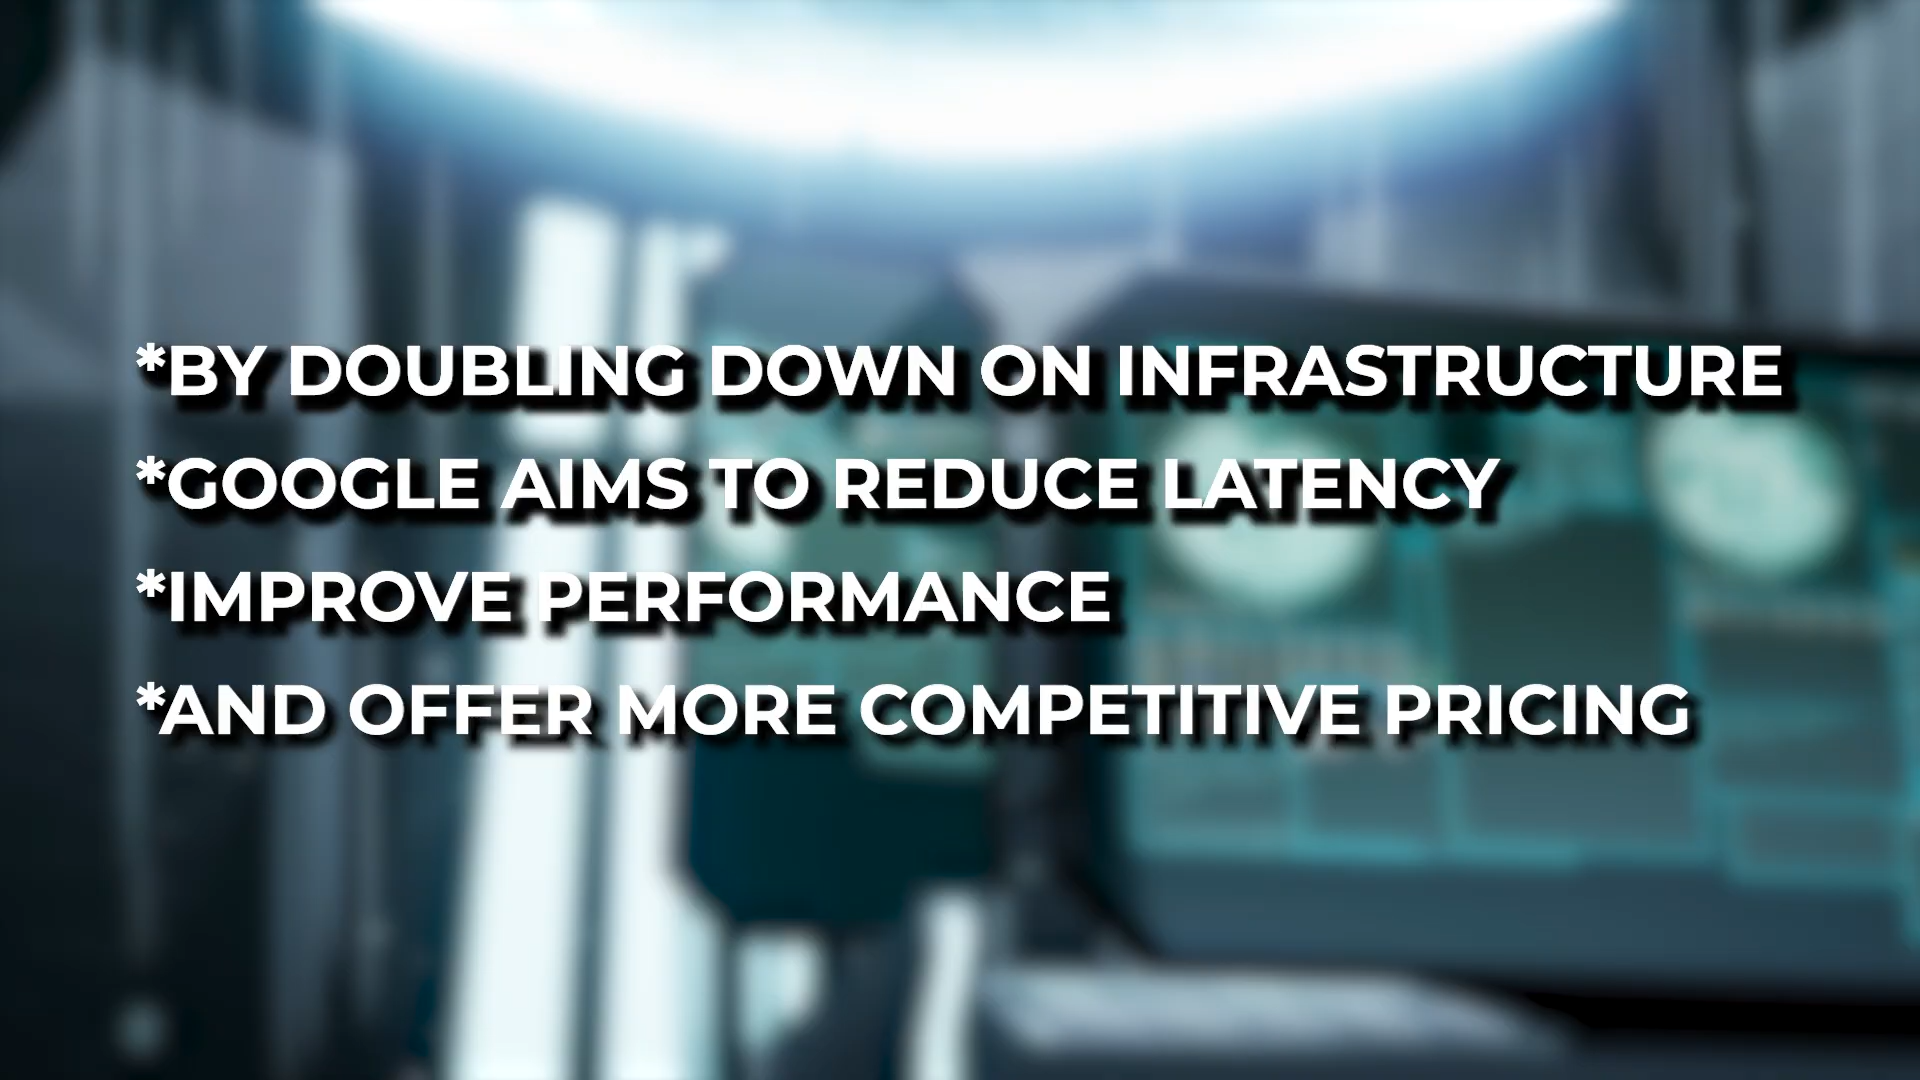 *BY DOUBLING DOWN ON INFRASTRUCTURE
*GOOGLE AIMS TO REDUCE LATENCY
*IMPROVE PERFORMANCE
*AND OFFER MORE COMPETITIVE PRICING